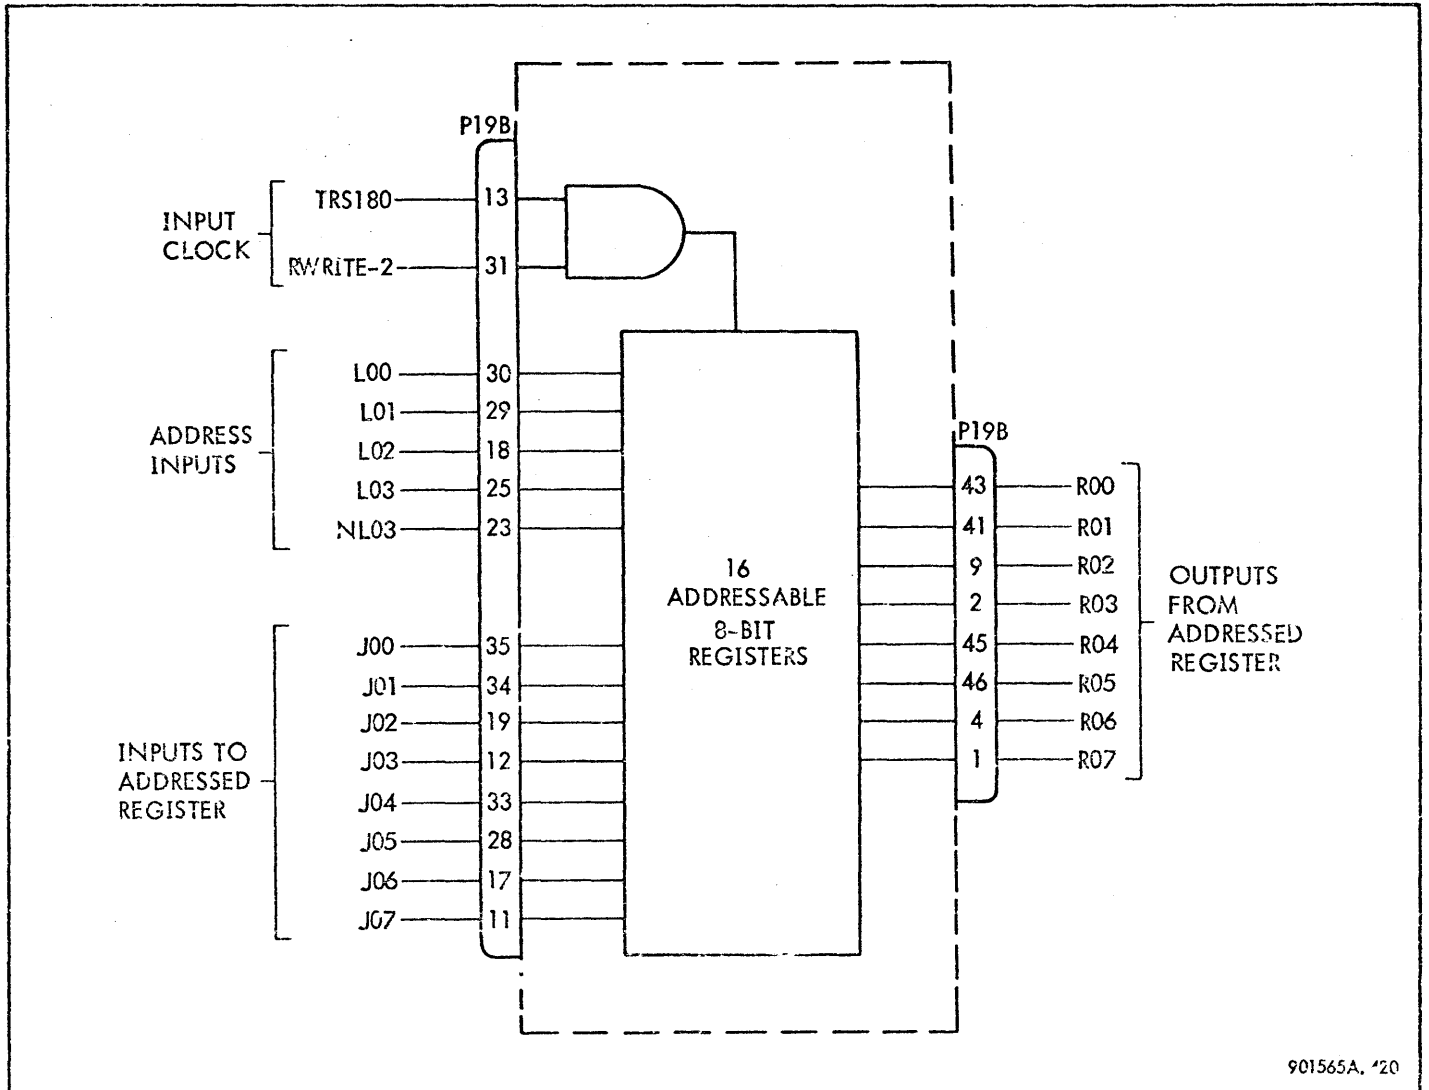 P19B
INPUT
CLOCK
TRS180 13
RWRITE-2 31
ADDRESS
INPUTS
L00 30
L01 29
L02 18
L03 25
NL03 23
INPUTS TO
ADDRESSED
REGISTER
J00 35
J01 34
J02 19
J03 12
J04 33
J05 28
J06 17
J07 11
16
ADDRESSABLE
8-BIT
REGISTERS
P19B
43 R00
41 R01
9 R02
2 R03
45 R04
46 R05
4 R06
1 R07
OUTPUTS
FROM
ADDRESSED
REGISTER
901565A.